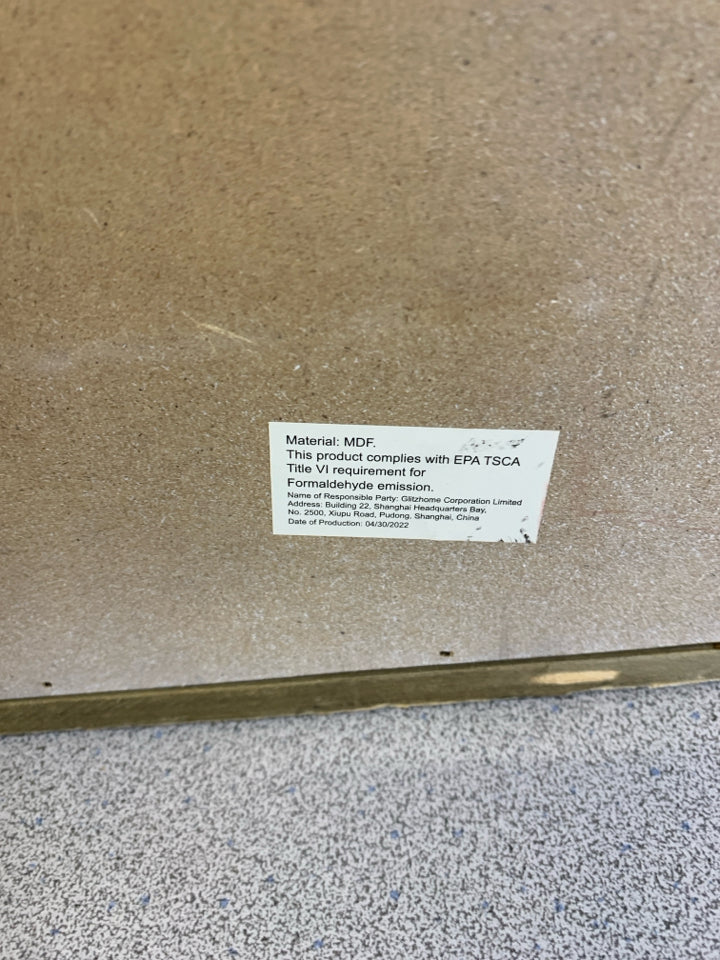 Material: MDF.
This product complies with EPA TSCA
Title VI requirement for
Formaldehyde emission.
Name of Responsible Party: Glitzhome Corporation Limited
Address: Building 22, Shanghai Headquarters Bay,
No. 2500, Xiupu Road, Pudong, Shanghai, China
Date of Production: 04/30/2022